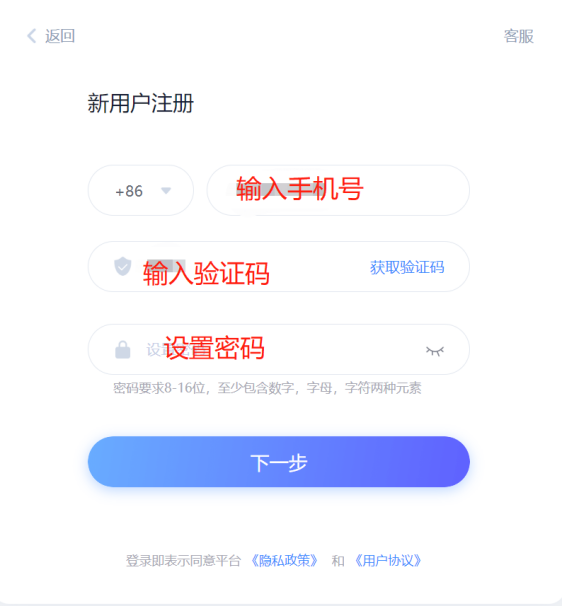 返回
客服
新用户注册
+86
输入手机号
输入验证码
获取验证码
设置密码
密码要求8-16位，至少包含数字，字母，字符两种元素
下一步
登录即表示同意平台 《隐私政策》 和 《用户协议》